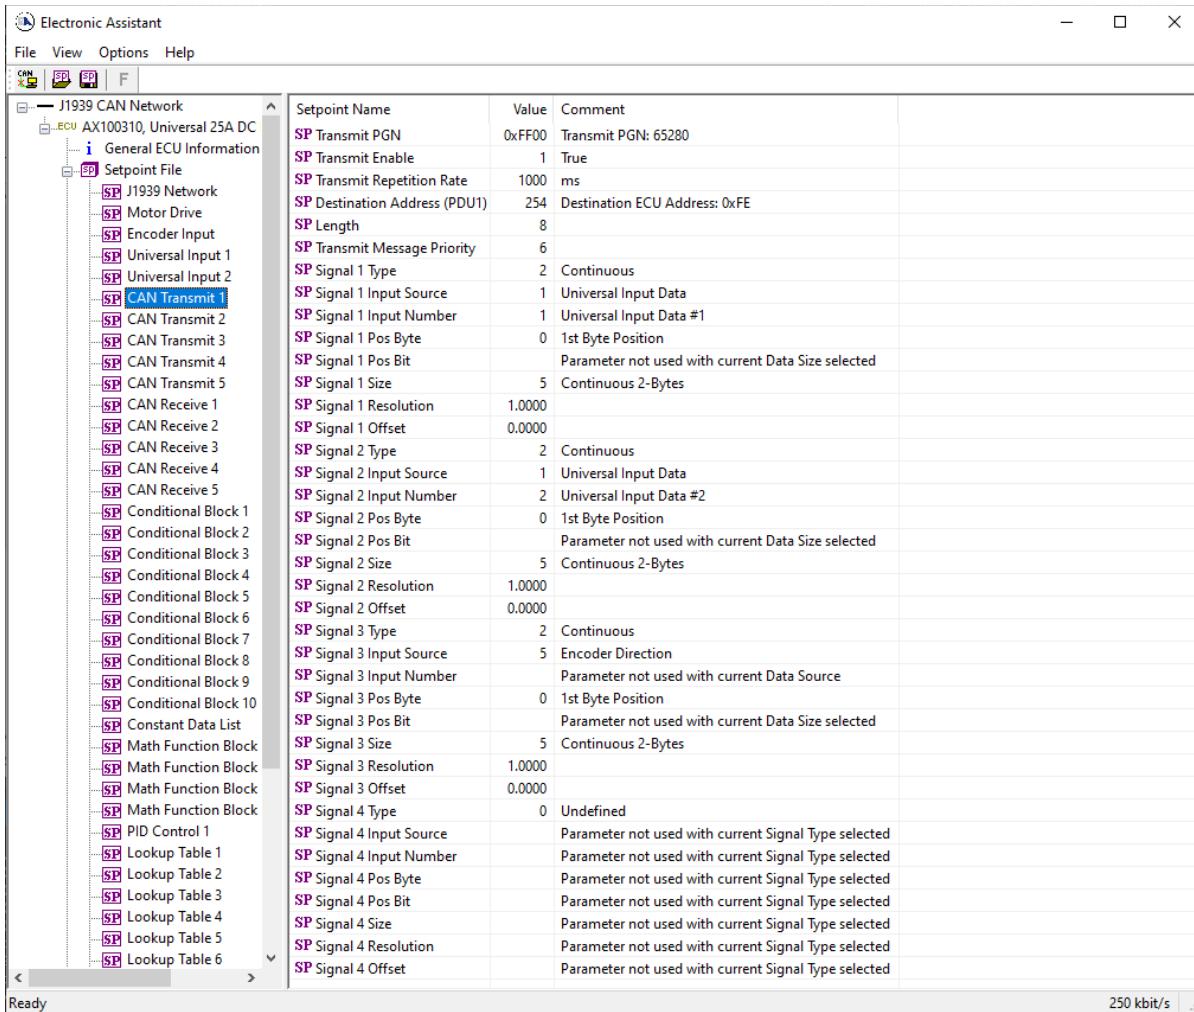 Electronic Assistant
File View Options Help
CAN SP SP F
J1939 CAN Network
ECU AX100310, Universal 25A DC
i General ECU Information
SP Setpoint File
SP J1939 Network
SP Motor Drive
SP Encoder Input
SP Universal Input 1
SP Universal Input 2
SP CAN Transmit 1
SP CAN Transmit 2
SP CAN Transmit 3
SP CAN Transmit 4
SP CAN Transmit 5
SP CAN Receive 1
SP CAN Receive 2
SP CAN Receive 3
SP CAN Receive 4
SP CAN Receive 5
SP Conditional Block 1
SP Conditional Block 2
SP Conditional Block 3
SP Conditional Block 4
SP Conditional Block 5
SP Conditional Block 6
SP Conditional Block 7
SP Conditional Block 8
SP Conditional Block 9
SP Conditional Block 10
SP Constant Data List
SP Math Function Block
SP Math Function Block
SP Math Function Block
SP Math Function Block
SP PID Control 1
SP Lookup Table 1
SP Lookup Table 2
SP Lookup Table 3
SP Lookup Table 4
SP Lookup Table 5
SP Lookup Table 6
Setpoint Name Value Comment
SP Transmit PGN 0xFF00 Transmit PGN: 65280
SP Transmit Enable 1 True
SP Transmit Repetition Rate 1000 ms
SP Destination Address (PDU1) 254 Destination ECU Address: 0xFE
SP Length 8
SP Transmit Message Priority 6
SP Signal 1 Type 2 Continuous
SP Signal 1 Input Source 1 Universal Input Data
SP Signal 1 Input Number 1 Universal Input Data #1
SP Signal 1 Pos Byte 0 1st Byte Position
SP Signal 1 Pos Bit Parameter not used with current Data Size selected
SP Signal 1 Size 5 Continuous 2-Bytes
SP Signal 1 Resolution 1.0000
SP Signal 1 Offset 0.0000
SP Signal 2 Type 2 Continuous
SP Signal 2 Input Source 1 Universal Input Data
SP Signal 2 Input Number 2 Universal Input Data #2
SP Signal 2 Pos Byte 0 1st Byte Position
SP Signal 2 Pos Bit Parameter not used with current Data Size selected
SP Signal 2 Size 5 Continuous 2-Bytes
SP Signal 2 Resolution 1.0000
SP Signal 2 Offset 0.0000
SP Signal 3 Type 2 Continuous
SP Signal 3 Input Source 5 Encoder Direction
SP Signal 3 Input Number Parameter not used with current Data Source
SP Signal 3 Pos Byte 0 1st Byte Position
SP Signal 3 Pos Bit Parameter not used with current Data Size selected
SP Signal 3 Size 5 Continuous 2-Bytes
SP Signal 3 Resolution 1.0000
SP Signal 3 Offset 0.0000
SP Signal 4 Type 0 Undefined
SP Signal 4 Input Source Parameter not used with current Signal Type selected
SP Signal 4 Input Number Parameter not used with current Signal Type selected
SP Signal 4 Pos Byte Parameter not used with current Signal Type selected
SP Signal 4 Pos Bit Parameter not used with current Signal Type selected
SP Signal 4 Size Parameter not used with current Signal Type selected
SP Signal 4 Resolution Parameter not used with current Signal Type selected
SP Signal 4 Offset Parameter not used with current Signal Type selected
Ready 250 kbit/s